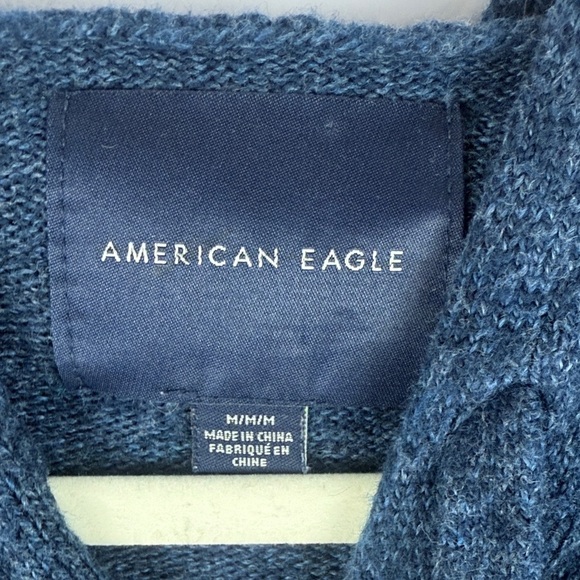 AMERICAN EAGLE
M/M/M
MADE IN CHINA
FABRIQUÉ EN
CHINE